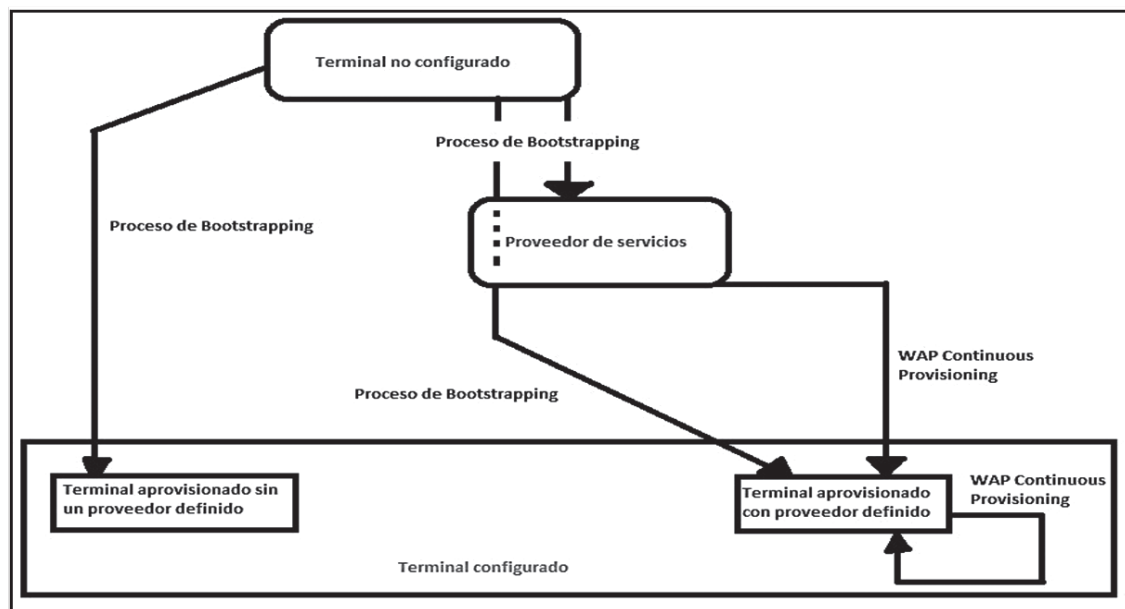 Terminal no configurado
Proceso de Bootstrapping
Proceso de Bootstrapping
Proveedor de servicios
WAP Continuous
Provisioning
Proceso de Bootstrapping
Terminal aprovisionado sin
un proveedor definido
Terminal aprovisionado
con proveedor definido
WAP Continuous
Provisioning
Terminal configurado